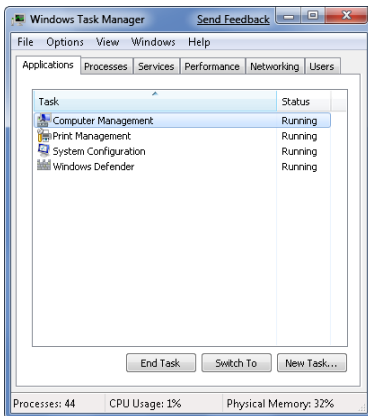 Windows Task Manager Send Feedback
File Options View Windows Help
Applications Processes Services Performance Networking Users
Task Status
Computer Management Running
Print Management Running
System Configuration Running
Windows Defender Running
End Task Switch To New Task...
Processes: 44 CPU Usage: 1% Physical Memory: 32%